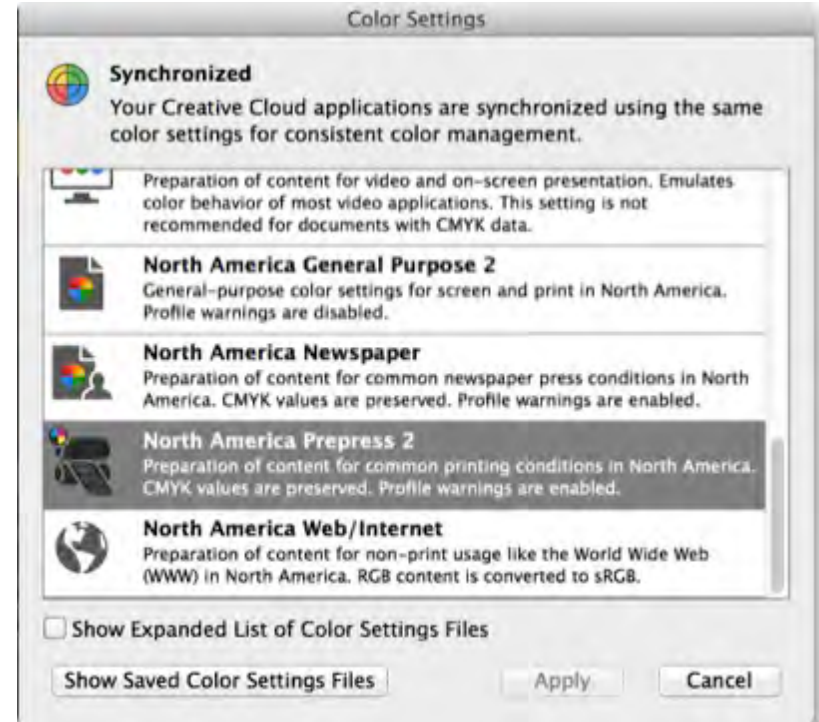 Color Settings
Synchronized
Your Creative Cloud applications are synchronized using the same
color settings for consistent color management.
Preparation of content for video and on-screen presentation. Emulates
color behavior of most video applications. This setting is not
recommended for documents with CMYK data.
North America General Purpose 2
General-purpose color settings for screen and print in North America.
Profile warnings are disabled.
North America Newspaper
Preparation of content for common newspaper press conditions in North
America. CMYK values are preserved. Profile warnings are enabled.
North America Prepress 2
Preparation of content for common printing conditions in North America.
CMYK values are preserved. Profile warnings are enabled.
North America Web/Internet
Preparation of content for non-print usage like the World Wide Web
(WWW) in North America. RGB content is converted to sRGB.
Show Expanded List of Color Settings Files
Show Saved Color Settings Files
Apply
Cancel